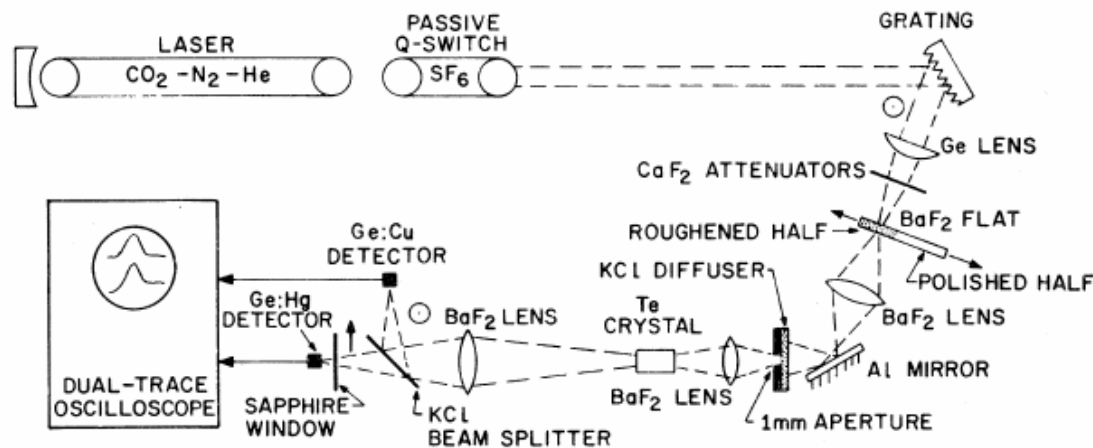 LASER
CO2 -N2 -He
PASSIVE
Q-SWITCH
SF6
GRATING
Ge LENS
CaF2 ATTENUATORS
BaF2 FLAT
ROUGHENED HALF
POLISHED HALF
KCl DIFFUSER
BaF2 LENS
Al MIRROR
1mm APERTURE
Te
CRYSTAL
BaF2 LENS
BaF2 LENS
Ge:Cu
DETECTOR
Ge:Hg
DETECTOR
KCl
BEAM SPLITTER
SAPPHIRE
WINDOW
DUAL-TRACE
OSCILLOSCOPE